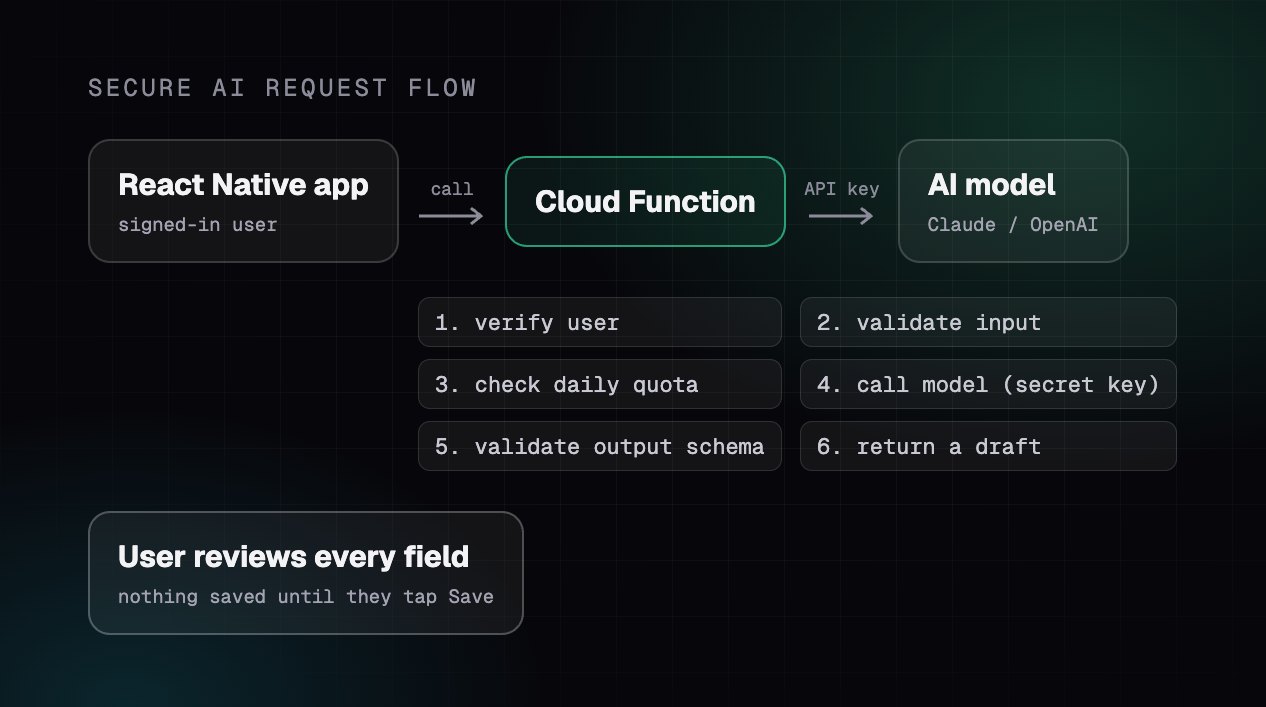 SECURE AI REQUEST FLOW
React Native app
signed-in user
call
Cloud Function
API key
AI model
Claude / OpenAI
1. verify user
2. validate input
3. check daily quota
4. call model (secret key)
5. validate output schema
6. return a draft
User reviews every field
nothing saved until they tap Save